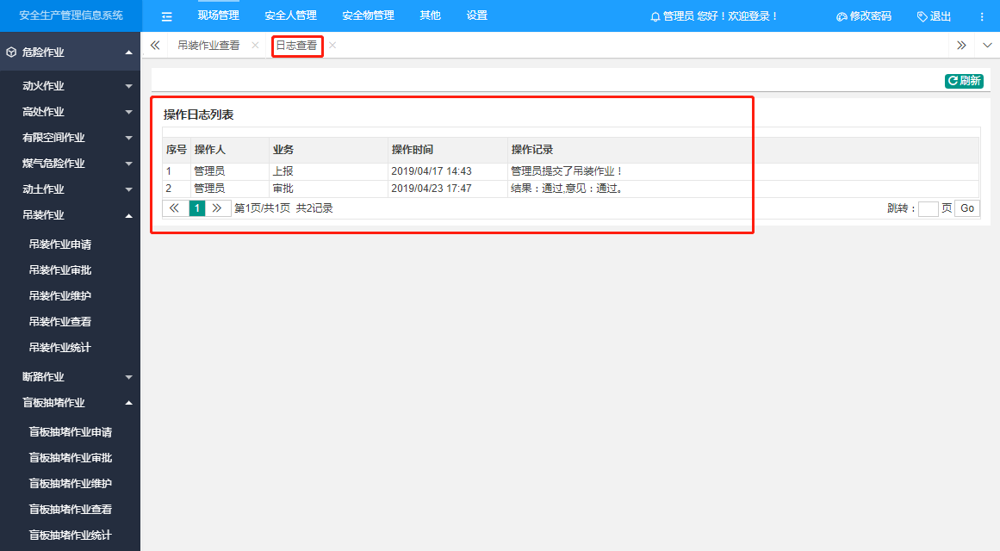 安全生产管理信息系统
现场管理 安全人管理 安全物管理 其他 设置
管理员 您好！欢迎登录！
修改密码
退出
危险作业
动火作业
高处作业
有限空间作业
煤气危险作业
动土作业
吊装作业
吊装作业申请
吊装作业审批
吊装作业维护
吊装作业查看
吊装作业统计
断路作业
盲板抽堵作业
盲板抽堵作业申请
盲板抽堵作业审批
盲板抽堵作业维护
盲板抽堵作业查看
盲板抽堵作业统计
吊装作业查看 日志查看
刷新
操作日志列表
序号 操作人 业务 操作时间 操作记录
1 管理员 上报 2019/04/17 14:43 管理员提交了吊装作业！
2 管理员 审批 2019/04/23 17:47 结果：通过,意见：通过。
1 第1页/共1页 共2记录 跳转： 页 Go